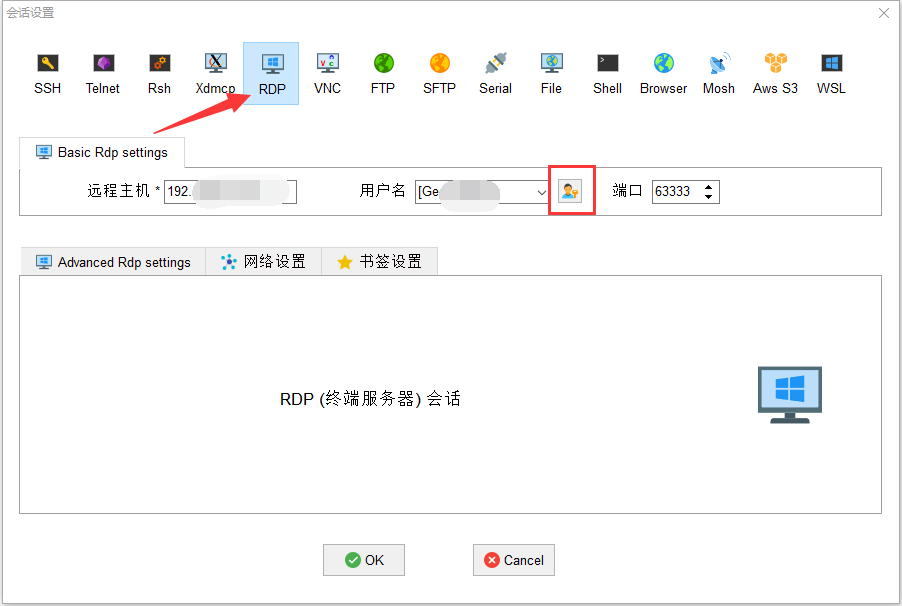 会话设置
SSH Telnet Rsh Xdmcp RDP VNC FTP SFTP Serial File Shell Browser Mosh Aws S3 WSL
Basic Rdp settings
远程主机 * 192. 用户名 [Ge 端口 63333
Advanced Rdp settings 网络设置 书签设置
RDP (终端服务器) 会话
OK Cancel